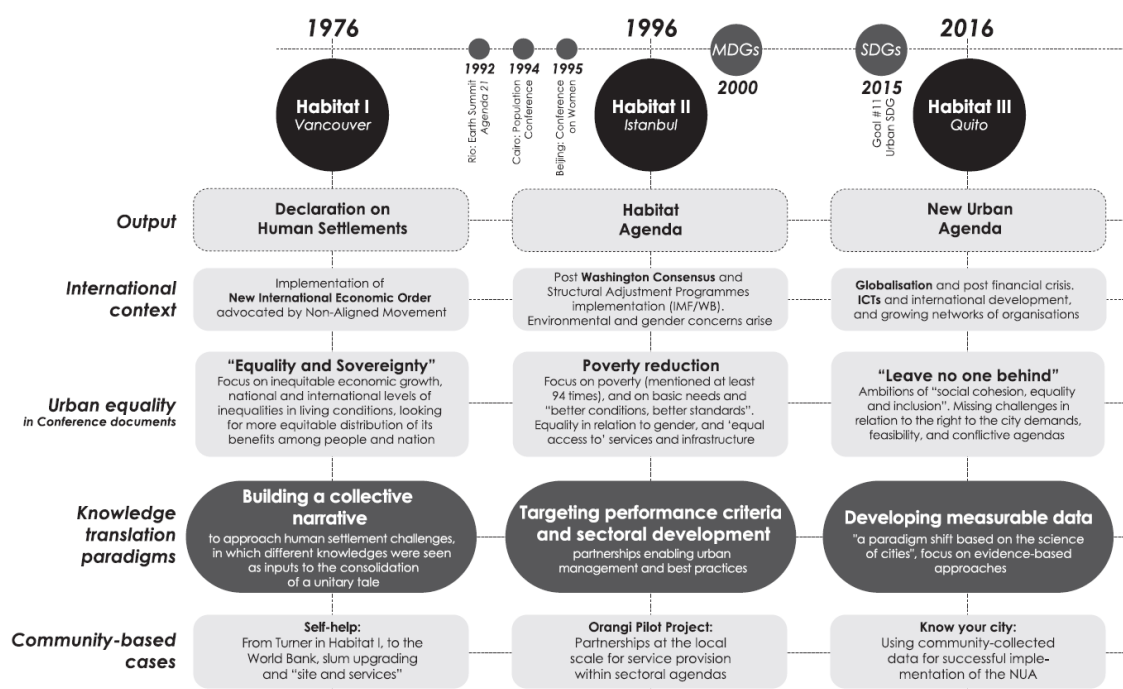 1976
1996
2016
MDGs
SDGs
1992
1994
1995
2000
2015
Rio: Earth Summit
Agenda 21
Cairo: Population
Conference
Beijing: Conference
on Women
Goal #11
Urban SDG
Habitat I
Vancouver
Habitat II
Istanbul
Habitat III
Quito
Output
Declaration on
Human Settlements
Habitat
Agenda
New Urban
Agenda
International
context
Implementation of
New International Economic Order
advocated by Non-Aligned Movement
Post Washington Consensus and
Structural Adjustment Programmes
implementation (IMF/WB).
Environmental and gender concerns arise
Globalisation and post financial crisis.
ICTs and international development,
and growing networks of organisations
Urban equality
in Conference documents
“Equality and Sovereignty”
Focus on inequitable economic growth,
national and international levels of
inequalities in living conditions, looking
for more equitable distribution of its
benefits among people and nation
Poverty reduction
Focus on poverty (mentioned at least
94 times), and on basic needs and
“better conditions, better standards”.
Equality in relation to gender, and ‘equal
access to’ services and infrastructure
“Leave no one behind”
Ambitions of “social cohesion, equality
and inclusion”. Missing challenges in
relation to the right to the city demands,
feasibility, and conflictive agendas
Knowledge
translation
paradigms
Building a collective
narrative
to approach human settlement challenges,
in which different knowledges were seen
as inputs to the consolidation
of a unitary tale
Targeting performance criteria
and sectoral development
partnerships enabling urban
management and best practices
Developing measurable data
"a paradigm shift based on the science
of cities", focus on evidence-based
approaches
Community-based
cases
Self-help:
From Turner in Habitat I, to the
World Bank, slum upgrading
and “site and services”
Orangi Pilot Project:
Partnerships at the local
scale for service provision
within sectoral agendas
Know your city:
Using community-collected
data for successful imple-
mentation of the NUA